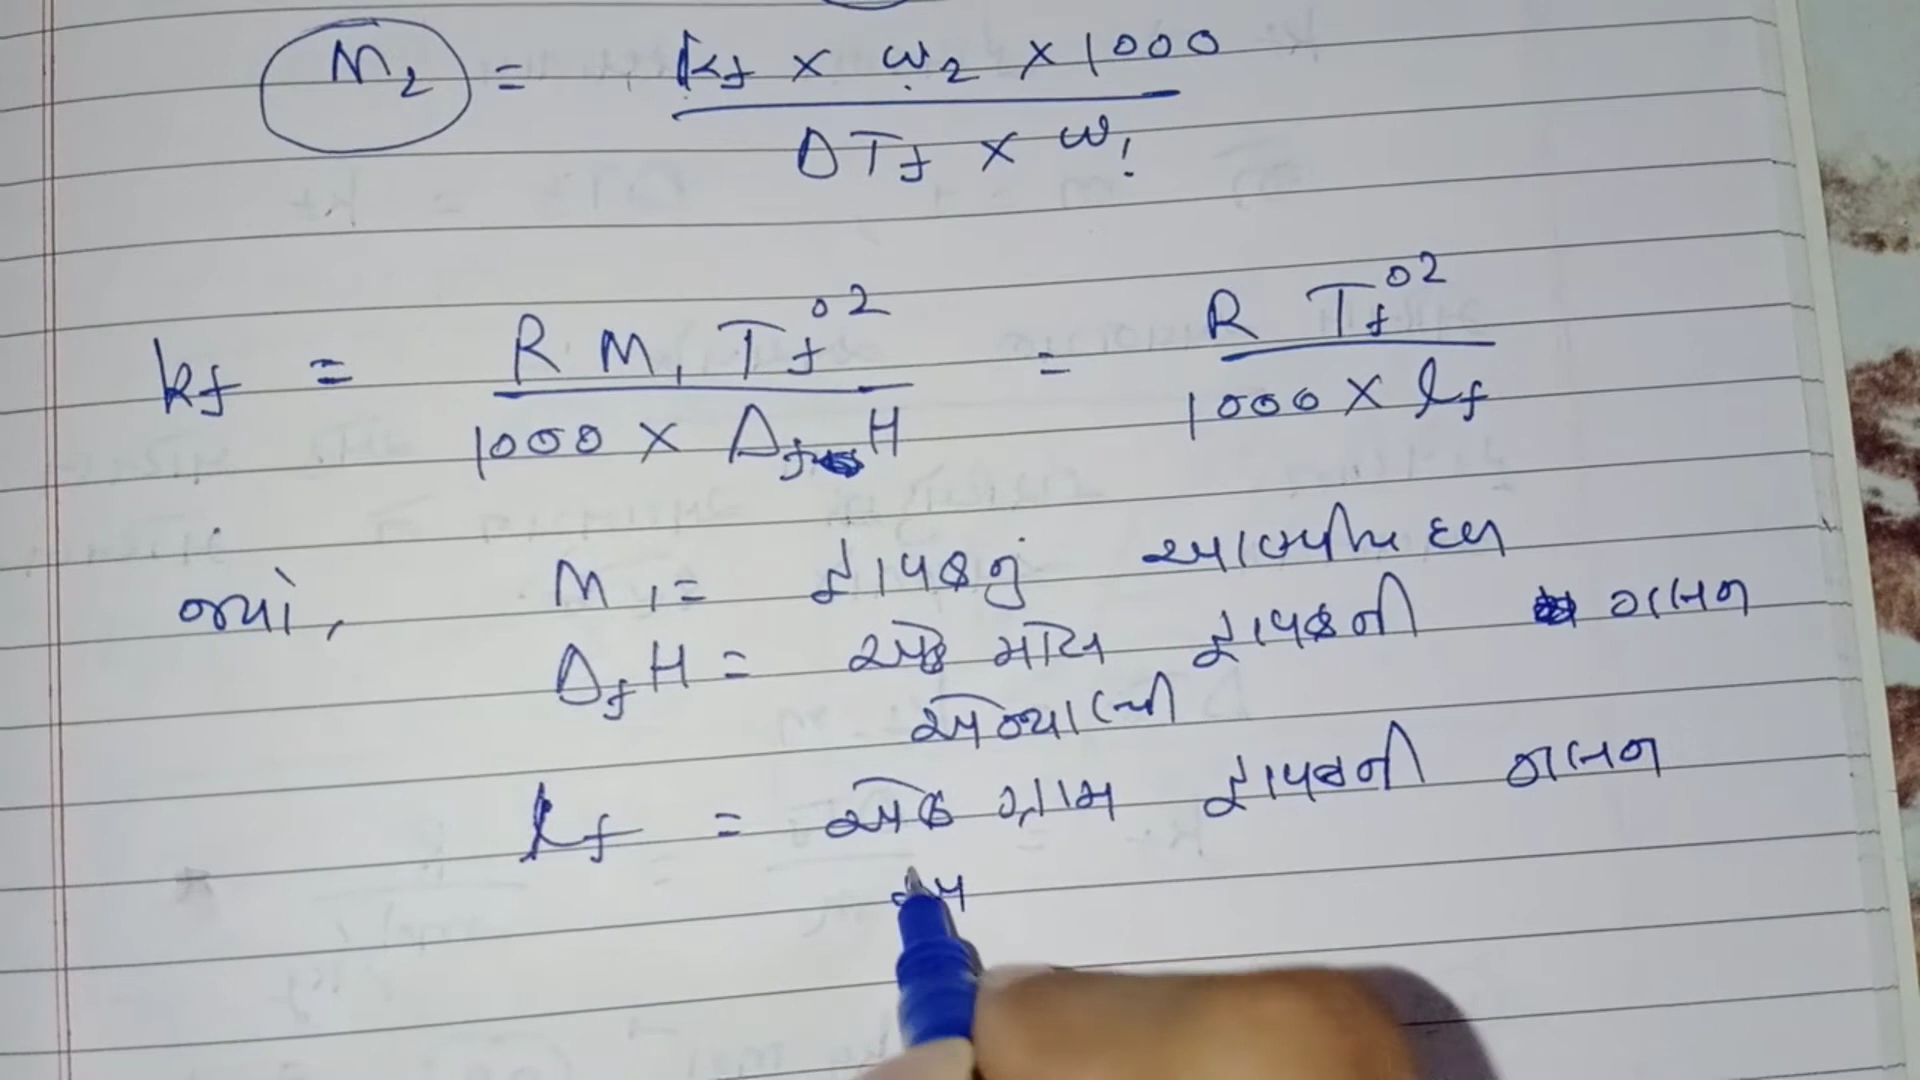 M₂ = kf × w₂ × 1000 / ΔTf × w₁
kf = R M₁ Tf°² / 1000 × ΔfH = R Tf°² / 1000 × lf
જ્યાં, M₁ = દ્રાવકનું આણ્વીય દળ
ΔfH = એક મોલ દ્રાવકની ગલન
એન્થાલ્પી
lf = એક ગ્રામ દ્રાવકની ગલન